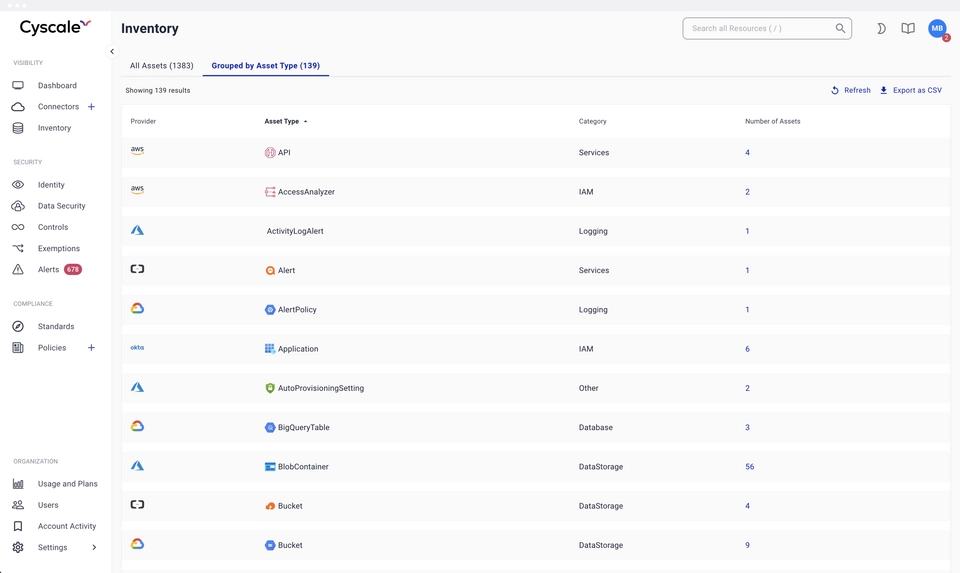 Cyscale
Inventory
Search all Resources ( / )
MB
2
VISIBILITY
Dashboard
Connectors +
Inventory
SECURITY
Identity
Data Security
Controls
Exemptions
Alerts 678
COMPLIANCE
Standards
Policies +
ORGANIZATION
Usage and Plans
Users
Account Activity
Settings
All Assets (1383) Grouped by Asset Type (139)
Showing 139 results Refresh Export as CSV
Provider Asset Type Category Number of Assets
aws API Services 4
aws AccessAnalyzer IAM 2
ActivityLogAlert Logging 1
Alert Services 1
AlertPolicy Logging 1
okta Application IAM 6
AutoProvisioningSetting Other 2
BigQueryTable Database 3
BlobContainer DataStorage 56
Bucket DataStorage 4
Bucket DataStorage 9